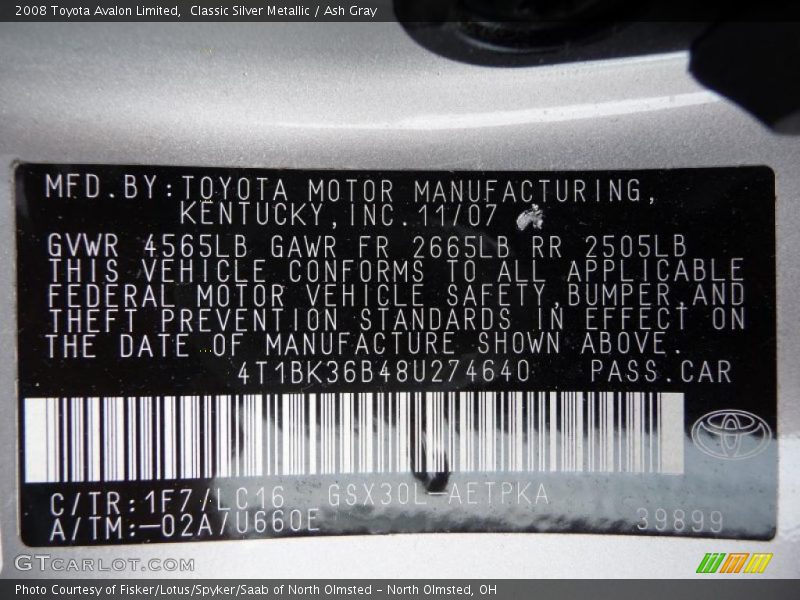 2008 Toyota Avalon Limited,  Classic Silver Metallic / Ash Gray
MFD.BY:TOYOTA MOTOR MANUFACTURING,
KENTUCKY,INC.11/07
GVWR 4565LB GAWR FR 2665LB RR 2505LB
THIS VEHICLE CONFORMS TO ALL APPLICABLE
FEDERAL MOTOR VEHICLE SAFETY,BUMPER,AND
THEFT PREVENTION STANDARDS IN EFFECT ON
THE DATE OF MANUFACTURE SHOWN ABOVE.
4T1BK36B48U274640 PASS.CAR
C/TR:1F7/LC16 GSX30L-AETPKA
A/TM:-02A/U660E 39899
GTCARLOT.COM
Photo Courtesy of Fisker/Lotus/Spyker/Saab of North Olmsted - North Olmsted, OH